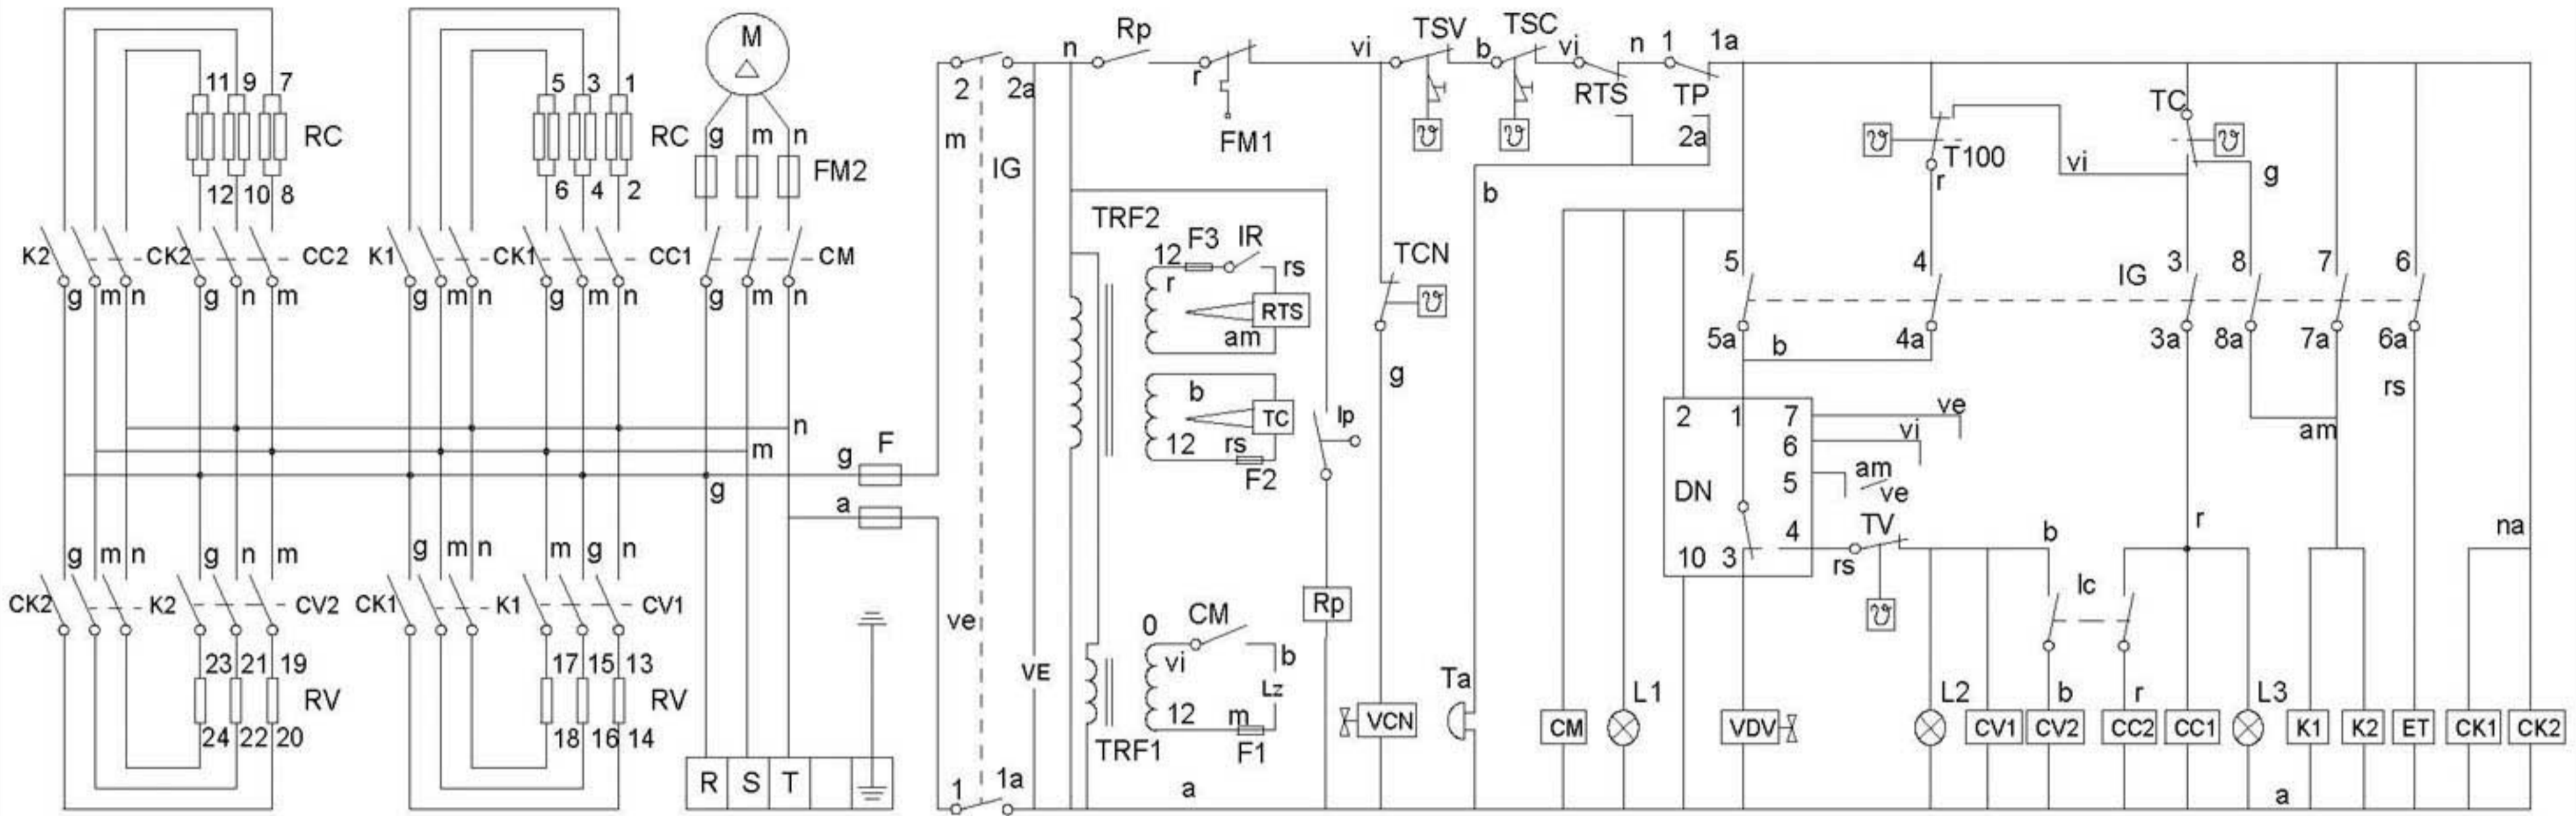 11 9 7
RC
12 10 8
K2 CK2 CC2
g m n g n m
5 3 1
RC
6 4 2
K1 CK1 CC1
g m n g m n
M
g m n
FM2
CM
g m n
n
m
g
g F
a
g m n g n m
CK2 K2 CV2
23 21 19
RV
24 22 20
g m n m g n
CK1 K1 CV1
17 15 13
RV
18 16 14
R S T
2 2a
m
IG
ve
1 1a
VE
n Rp
r
FM1
vi
TSV
b
TSC
vi
RTS
n 1 1a
TP
2a
b
TRF2
12 F3 IR
r rs
RTS
am
b
TC
12 rs
F2
0 CM
vi b
Lz
12 m
F1
TRF1
a
Ip
Rp
TCN
ϑ
g
VCN
Ta
ϑ
ϑ
ϑ
T100
r
vi
TC
ϑ
g
5 4 IG 3 8 7 6
5a 4a 3a 8a 7a 6a
b
am
rs
2 1 7
ve
6
vi
5
am
ve
DN
4
10 3
rs
TV
ϑ
b
Ic
r
na
b r
CM
L1
VDV
L2
CV1
CV2
CC2
CC1
L3
K1
K2
ET
CK1
CK2
a